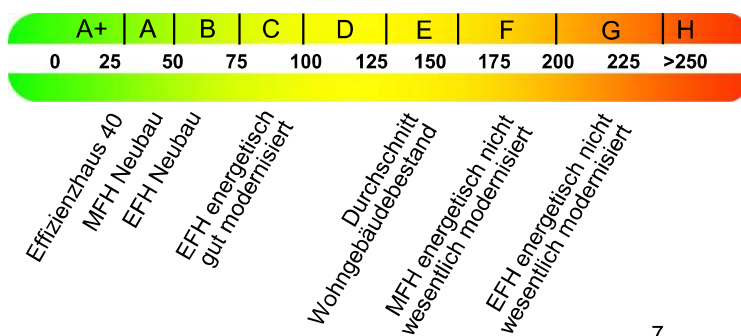 A+ A B C D E F G H
0 25 50 75 100 125 150 175 200 225 >250
Effizienzhaus 40
MFH Neubau
EFH Neubau
EFH energetisch
gut modernisiert
Durchschnitt
Wohngebäudebestand
MFH energetisch nicht
wesentlich modernisiert
EFH energetisch nicht
wesentlich modernisiert
7